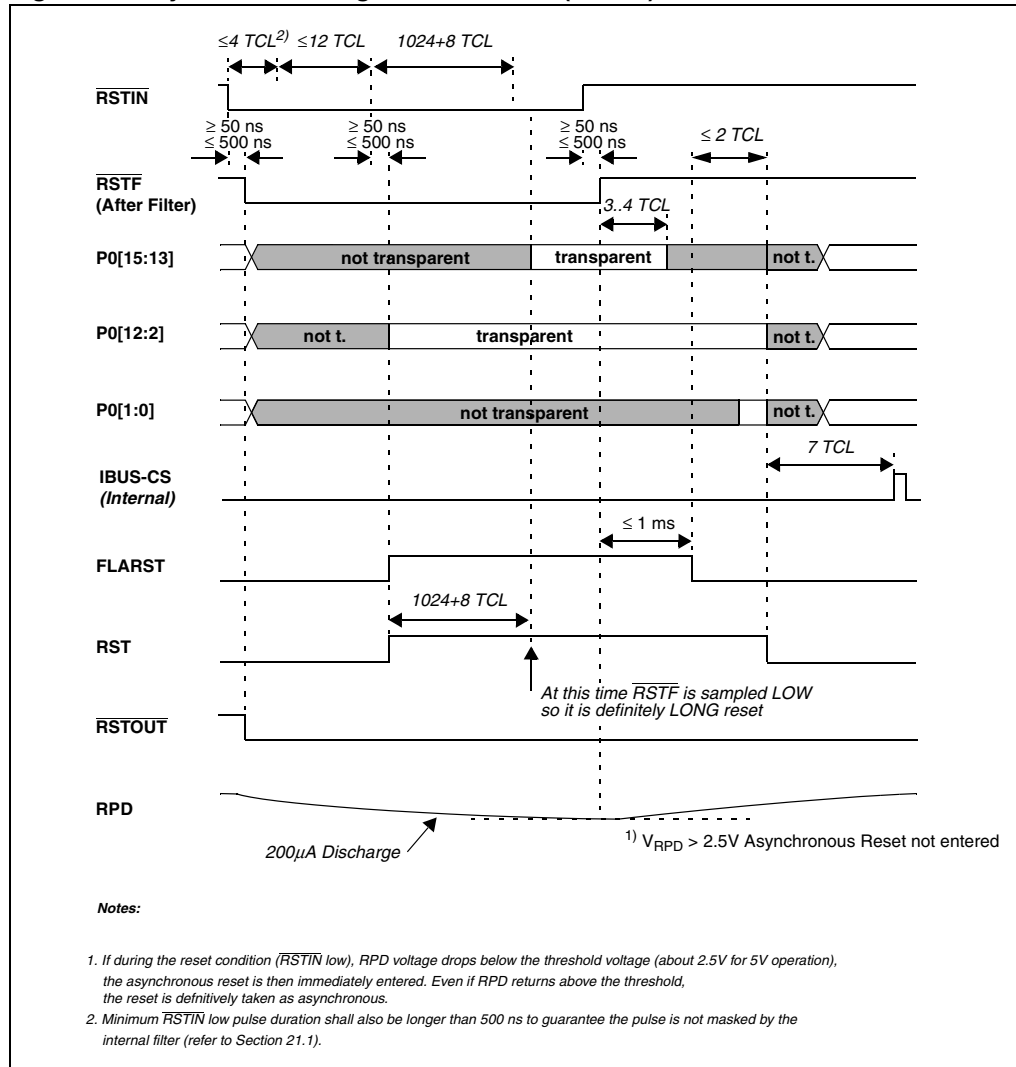 ≤4 TCL2) ≤12 TCL 1024+8 TCL
RSTIN
≥ 50 ns ≥ 50 ns ≥ 50 ns
≤ 500 ns ≤ 500 ns ≤ 500 ns
≤ 2 TCL
RSTF
(After Filter)
3..4 TCL
P0[15:13] not transparent transparent not t.
P0[12:2] not t. transparent not t.
P0[1:0] not transparent not t.
7 TCL
IBUS-CS
(Internal)
≤ 1 ms
FLARST
1024+8 TCL
RST
At this time RSTF is sampled LOW
so it is definitely LONG reset
RSTOUT
RPD
200µA Discharge
1) VRPD > 2.5V Asynchronous Reset not entered
Notes:
1. If during the reset condition (RSTIN low), RPD voltage drops below the threshold voltage (about 2.5V for 5V operation),
the asynchronous reset is then immediately entered. Even if RPD returns above the threshold,
the reset is defnitively taken as asynchronous.
2. Minimum RSTIN low pulse duration shall also be longer than 500 ns to guarantee the pulse is not masked by the
internal filter (refer to Section 21.1).